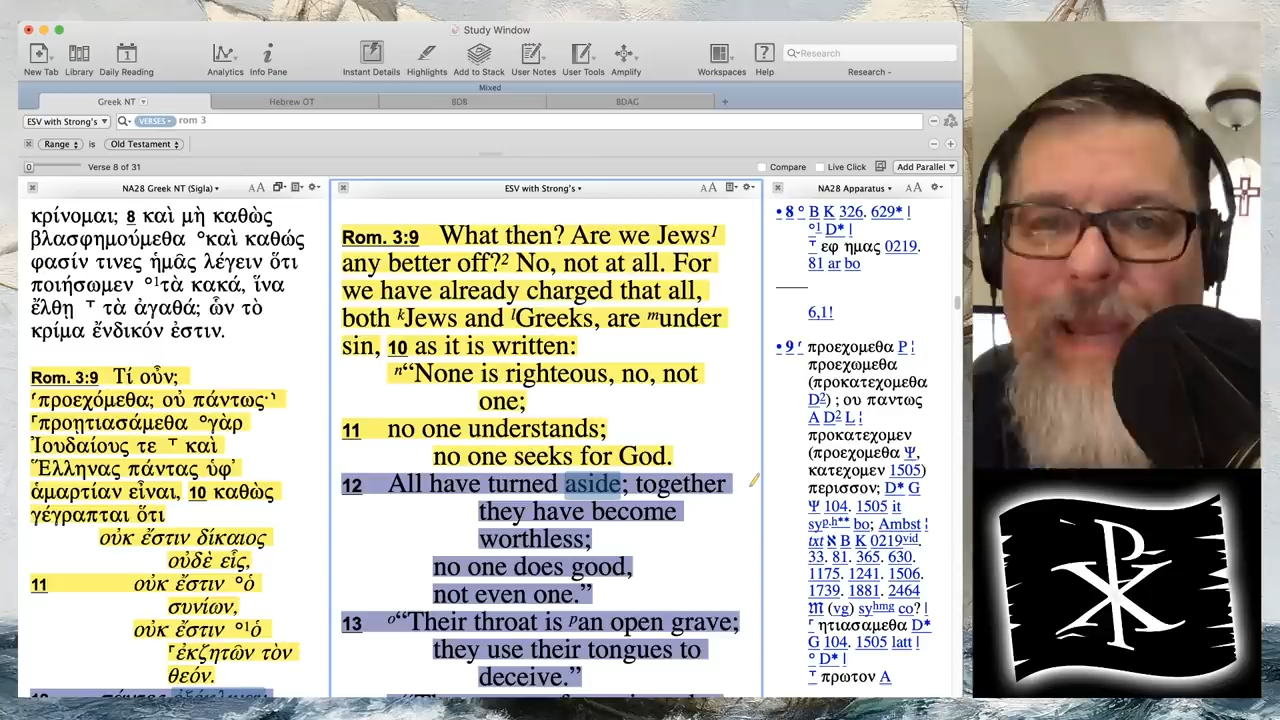 Study Window
New Tab Library Daily Reading Analytics Info Pane Instant Details Highlights Add to Stack User Notes User Tools Amplify Workspaces Help Research
Research
Mixed
Greek NT Hebrew OT BDB BDAG +
ESV with Strong's VERSES rom 3
Range is Old Testament
0 Verse 8 of 31 Compare Live Click Add Parallel
NA28 Greek NT (Sigla)
κρίνομαι; 8 καὶ μὴ καθὼς
βλασφημούμεθα °καὶ καθώς
φασίν τινες ἡμᾶς λέγειν ὅτι
ποιήσωμεν °¹τὰ κακά, ἵνα
ἔλθῃ ⸆ τὰ ἀγαθά; ὧν τὸ
κρίμα ἔνδικόν ἐστιν.
Rom. 3:9 Τί οὖν;
⸂προεχόμεθα; οὐ πάντως·⸃
⸀προῃτιασάμεθα °γὰρ
Ἰουδαίους τε ⸆ καὶ
Ἕλληνας πάντας ὑφ᾽
ἁμαρτίαν εἶναι, 10 καθὼς
γέγραπται ὅτι
οὐκ ἔστιν δίκαιος
οὐδὲ εἷς,
11 οὐκ ἔστιν °ὁ
συνίων,
οὐκ ἔστιν °¹ὁ
⸀ἐκζητῶν τὸν
θεόν.
ESV with Strong's
Rom. 3:9 What then? Are we Jews¹
any better off?² No, not at all. For
we have already charged that all,
both ᵏJews and ˡGreeks, are ᵐunder
sin, 10 as it is written:
ⁿ“None is righteous, no, not
one;
11 no one understands;
no one seeks for God.
12 All have turned aside; together
they have become
worthless;
no one does good,
not even one.”
13 ᵒ“Their throat is ᵖan open grave;
they use their tongues to
deceive.”
NA28 Apparatus
• 8 ° B K 326. 629* |
°¹ D* |
⸆ εφ ημας 0219.
81 ar bo
6,1!
• 9 ⸂ προεχομεθα P ¦
προεχωμεθα
(προκατεχομεθα
D²) ; ου παντως
A D² L ¦
προκατεχομεν
(προεχομεθα Ψ,
κατεχομεν 1505)
περισσον; D* G
Ψ 104. 1505 it
syᵖ·ʰ** bo; Ambst ¦
txt ℵ B K 0219ᵛⁱᵈ.
33. 81. 365. 630.
1175. 1241. 1506.
1739. 1881. 2464
𝔐 (vg) syʰᵐᵍ co? |
⸀ ητιασαμεθα D*
G 104. 1505 latt |
° D* |
⸆ πρωτον A